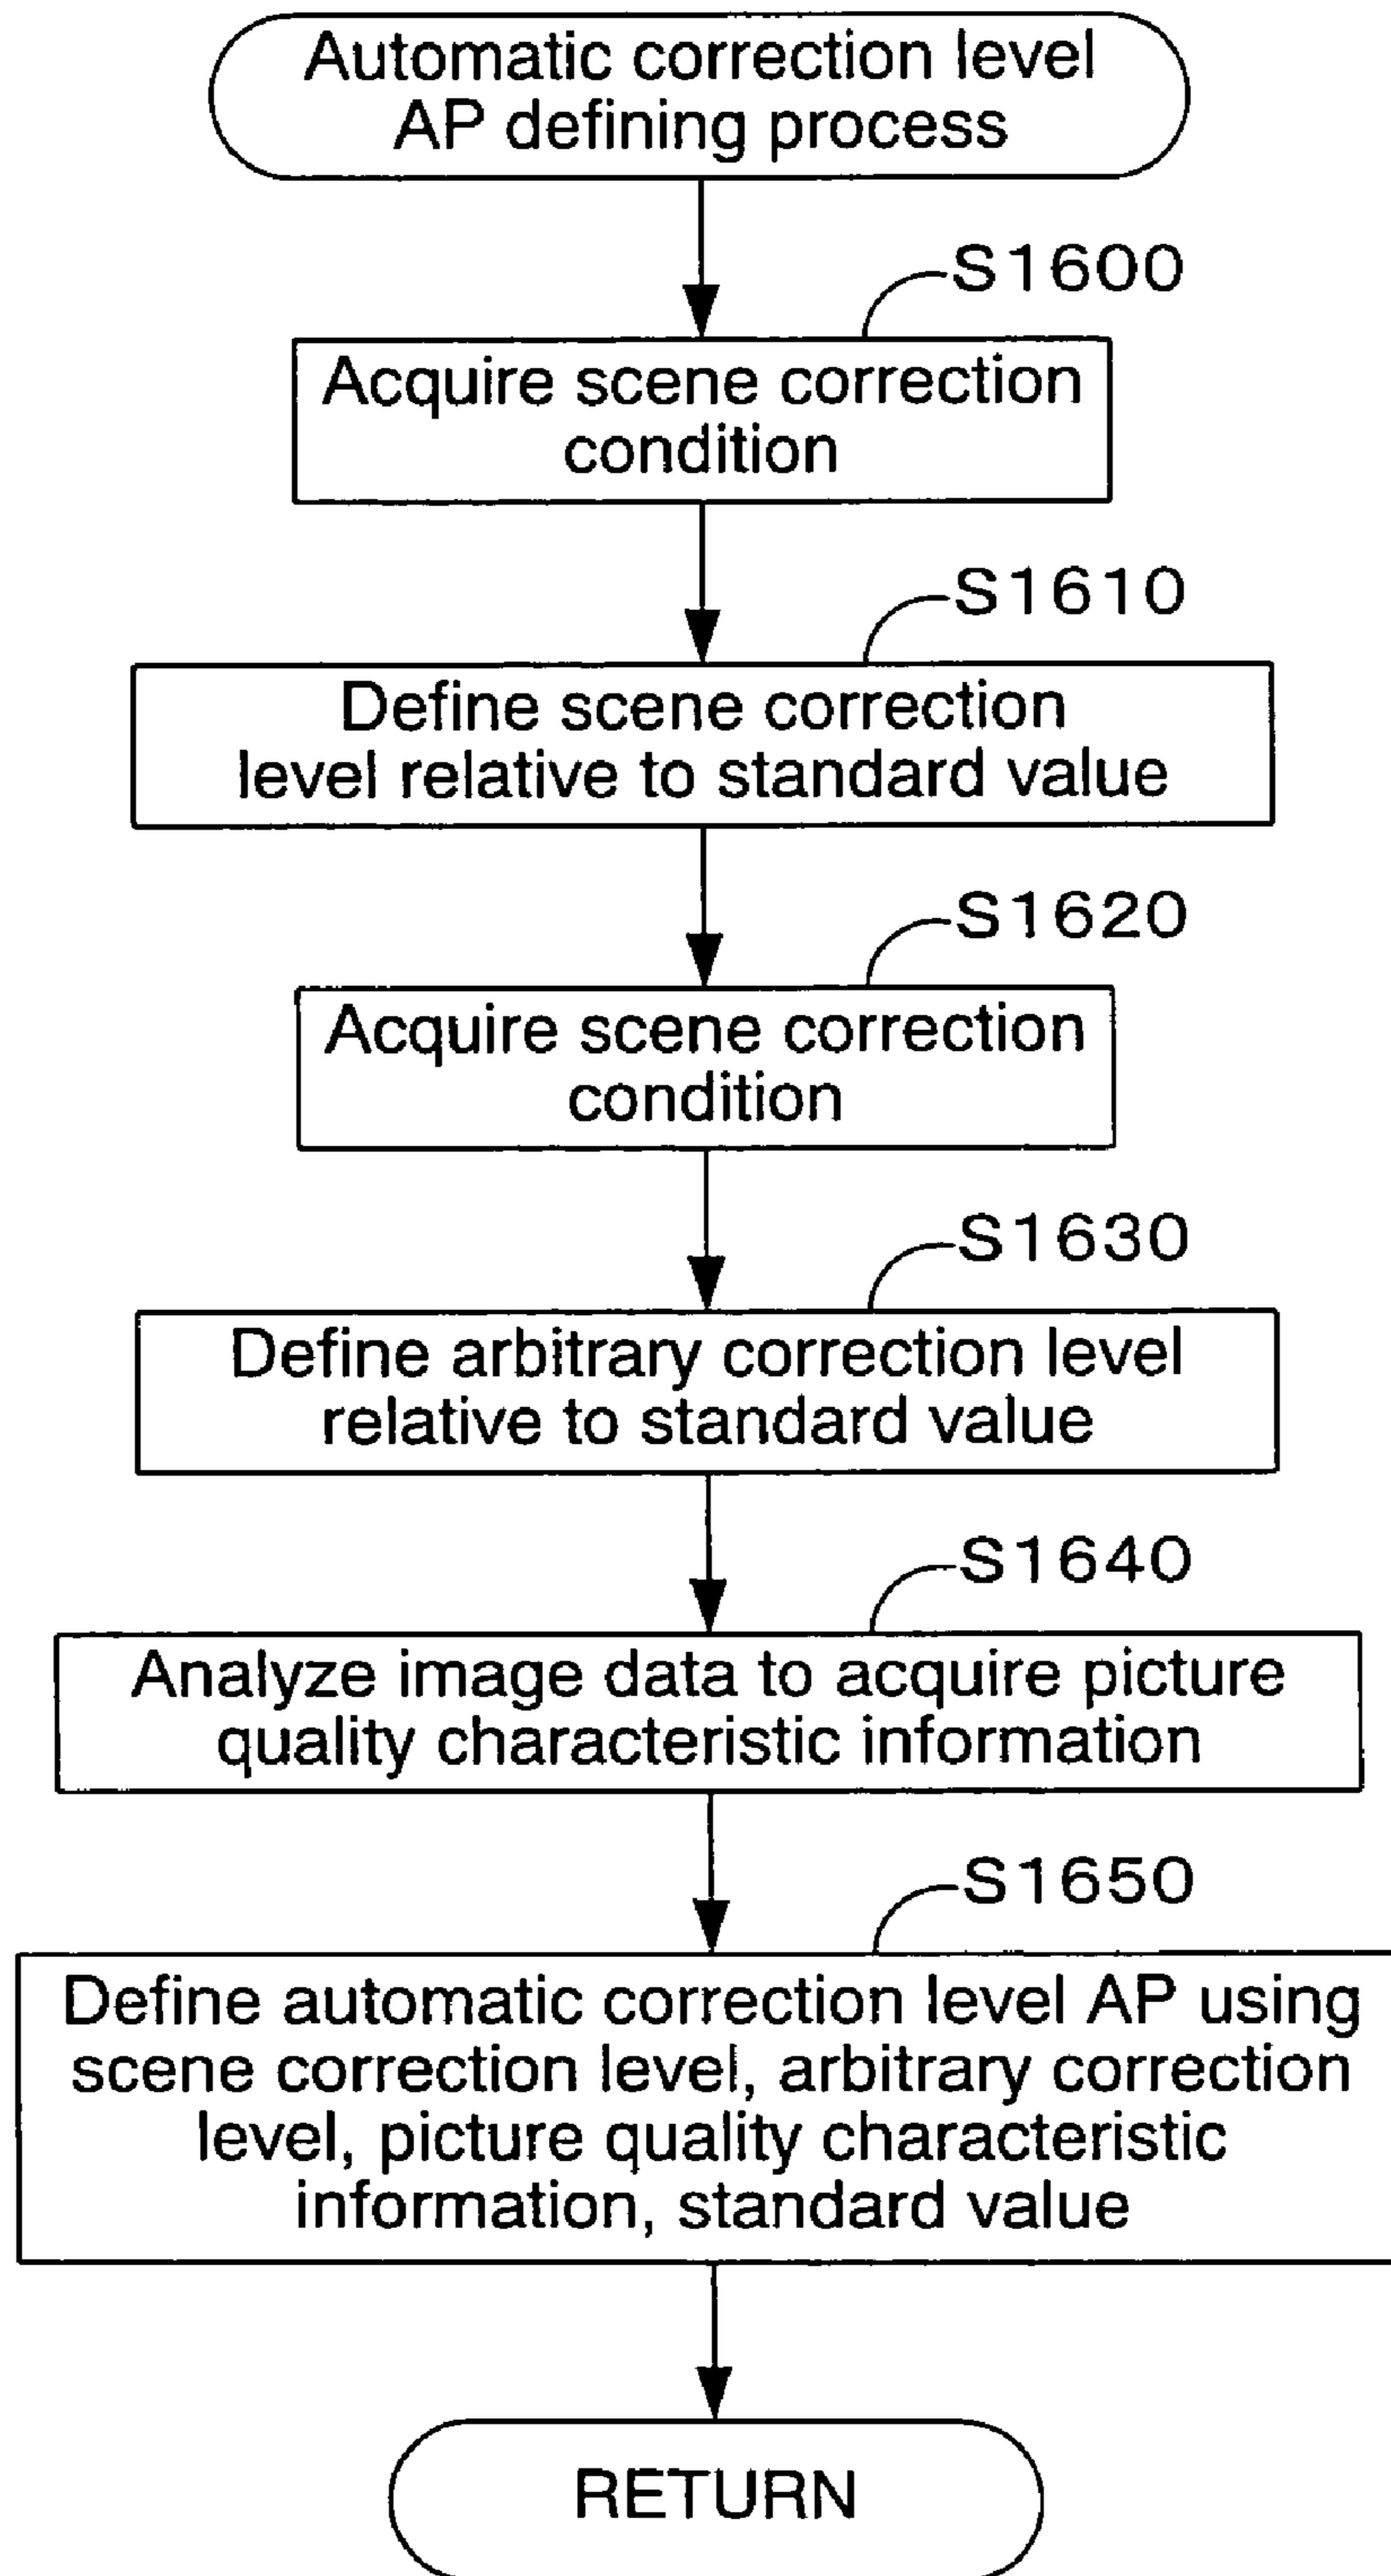 Automatic correction level
AP defining process
S1600
Acquire scene correction
condition
S1610
Define scene correction
level relative to standard value
S1620
Acquire scene correction
condition
S1630
Define arbitrary correction level
relative to standard value
S1640
Analyze image data to acquire picture
quality characteristic information
S1650
Define automatic correction level AP using
scene correction level, arbitrary correction
level, picture quality characteristic
information, standard value
RETURN